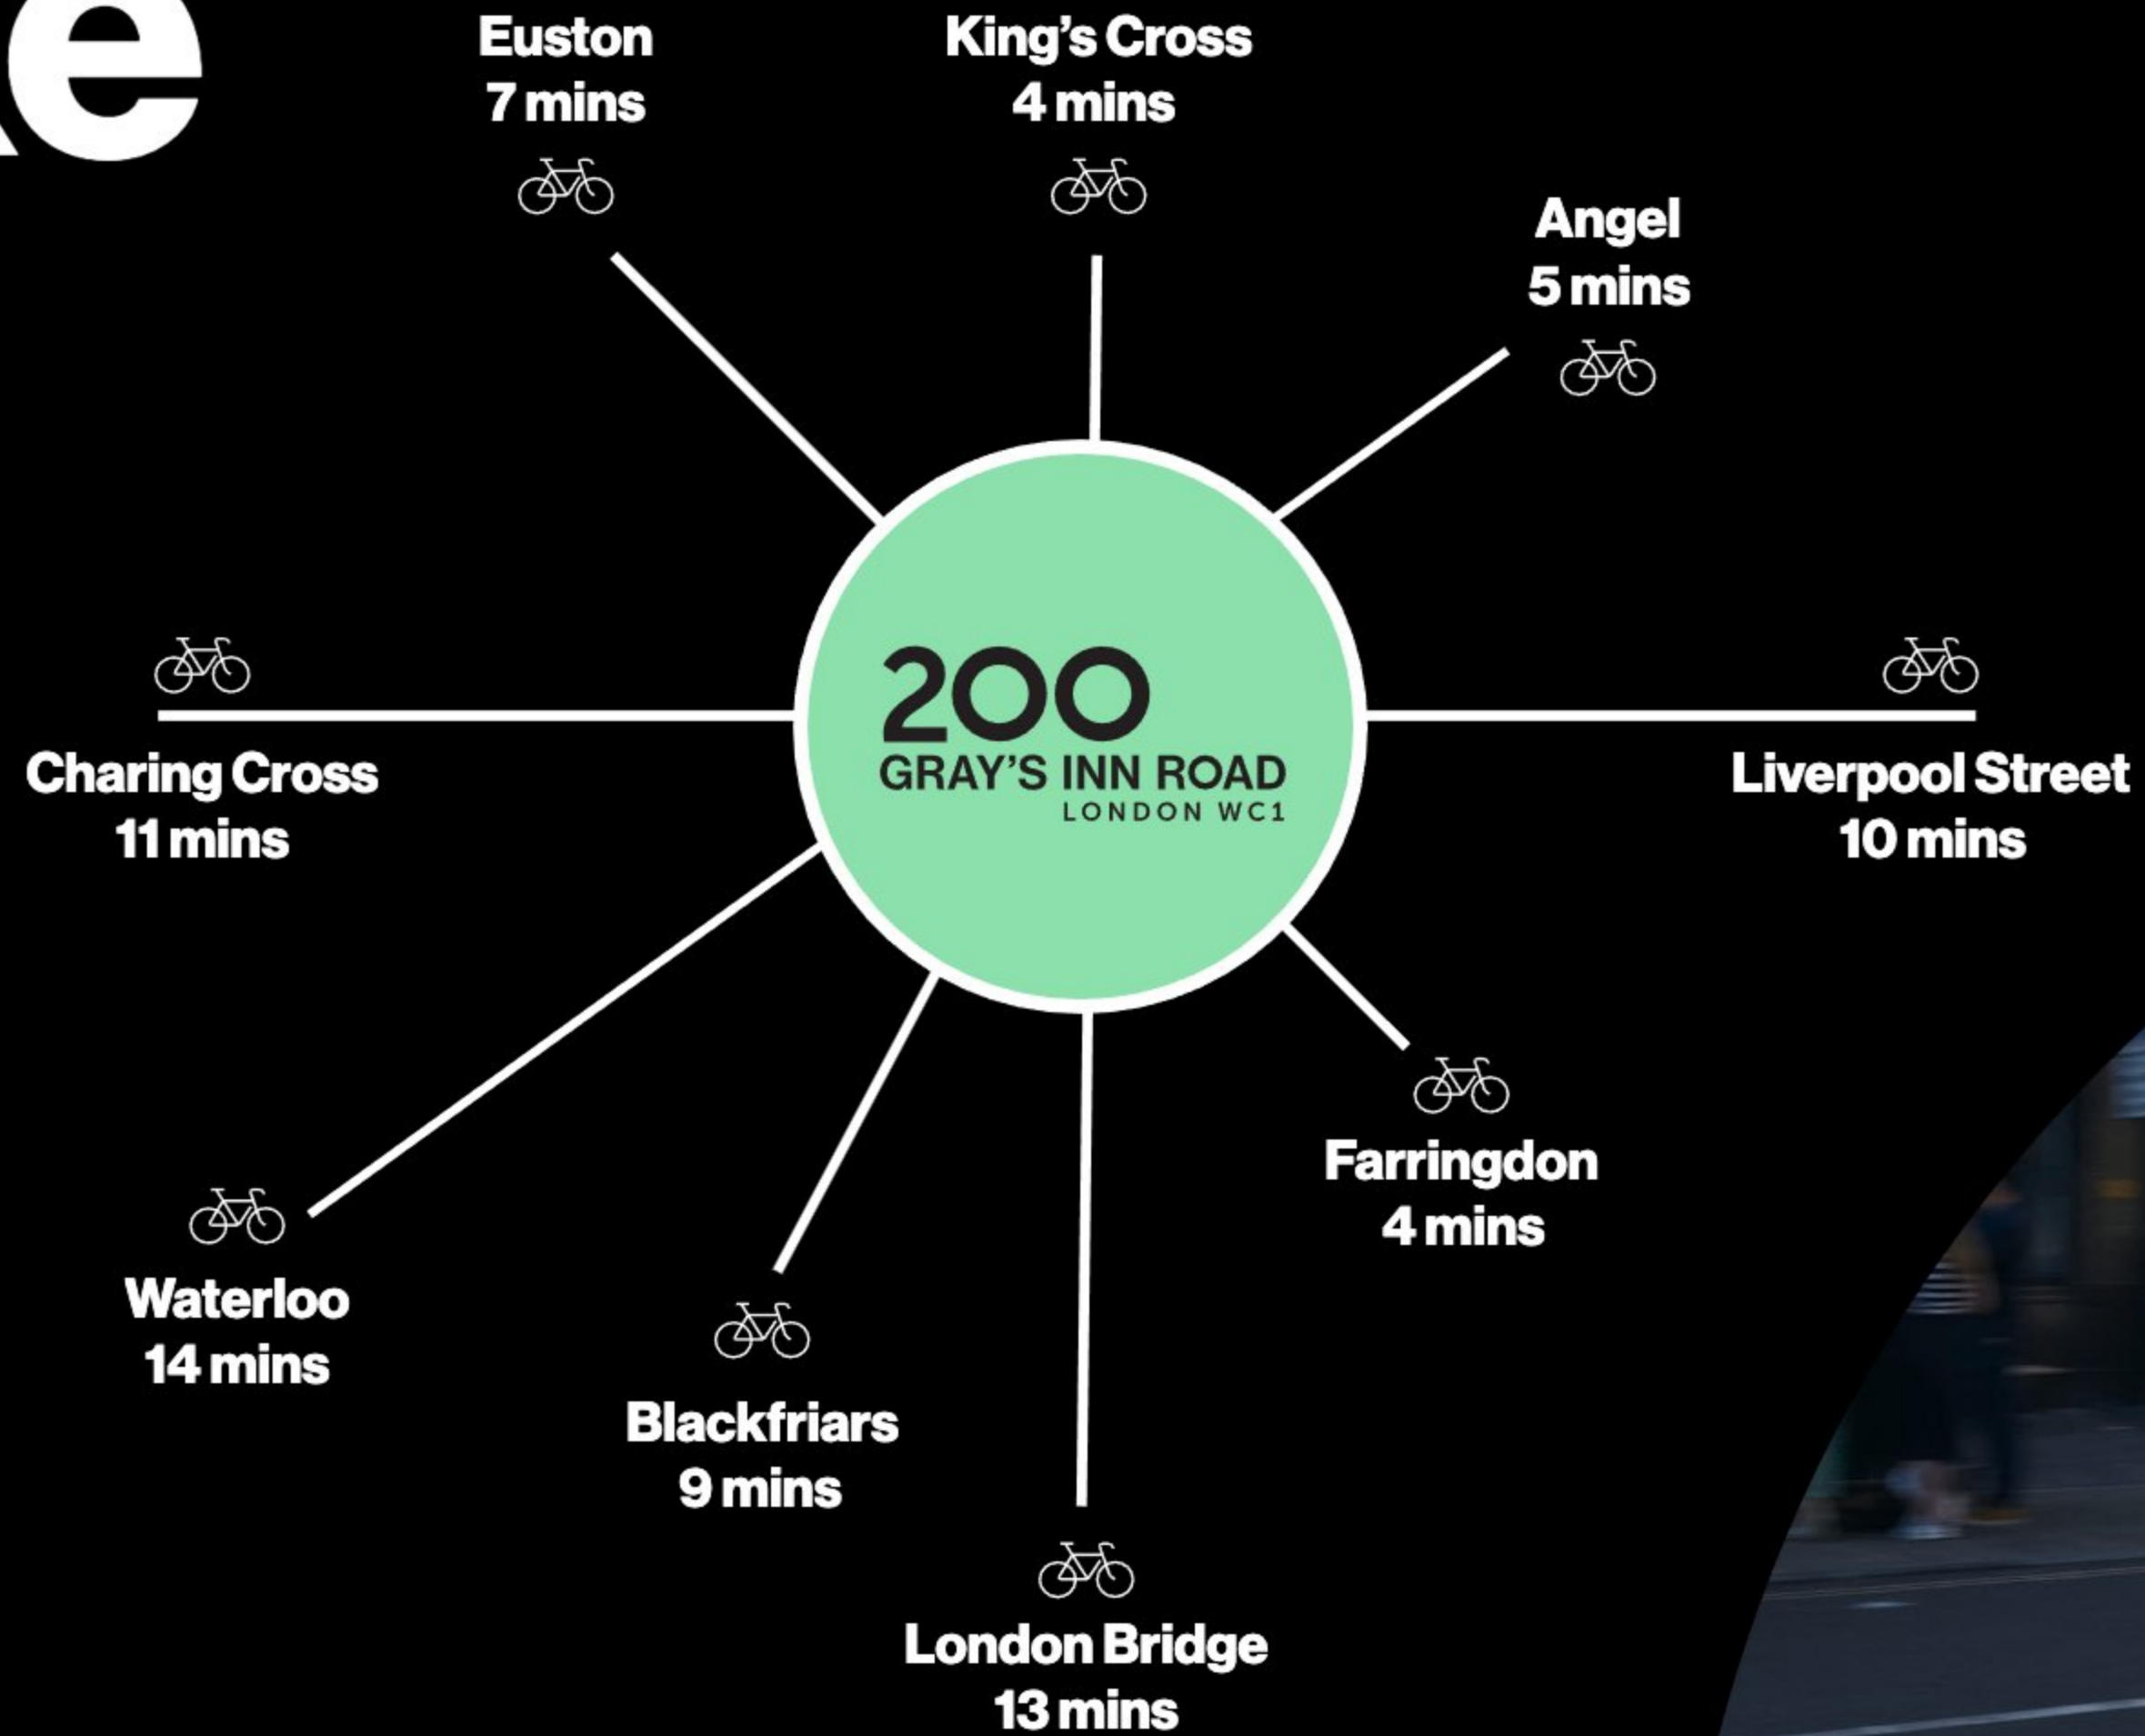 Euston
7 mins
King's Cross
4 mins
Angel
5 mins
Charing Cross
11 mins
200
GRAY'S INN ROAD
LONDON WC1
Liverpool Street
10 mins
Farringdon
4 mins
Waterloo
14 mins
Blackfriars
9 mins
London Bridge
13 mins